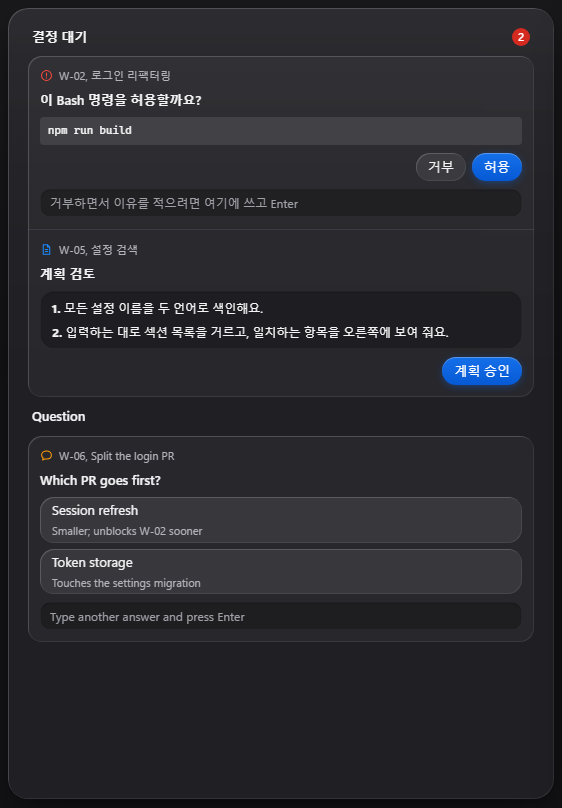 결정 대기
2
W-02, 로그인 리팩터링
이 Bash 명령을 허용할까요?
npm run build
거부
허용
거부하면서 이유를 적으려면 여기에 쓰고 Enter
W-05, 설정 검색
계획 검토
1. 모든 설정 이름을 두 언어로 색인해요.
2. 입력하는 대로 섹션 목록을 거르고, 일치하는 항목을 오른쪽에 보여 줘요.
계획 승인
Question
W-06, Split the login PR
Which PR goes first?
Session refresh
Smaller; unblocks W-02 sooner
Token storage
Touches the settings migration
Type another answer and press Enter